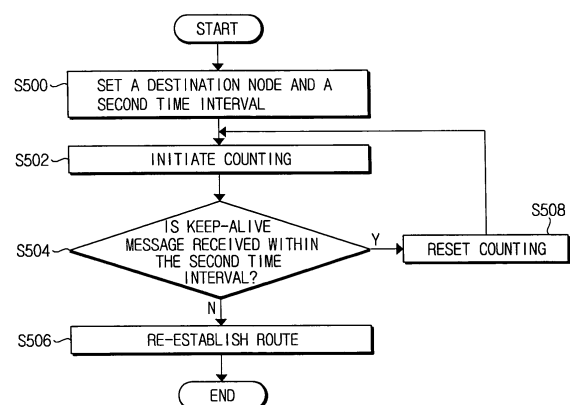 START
S500
SET A DESTINATION NODE AND A
SECOND TIME INTERVAL
S502
INITIATE COUNTING
S504
IS KEEP-ALIVE
MESSAGE RECEIVED WITHIN
THE SECOND TIME
INTERVAL?
Y
S508
RESET COUNTING
N
S506
RE-ESTABLISH ROUTE
END